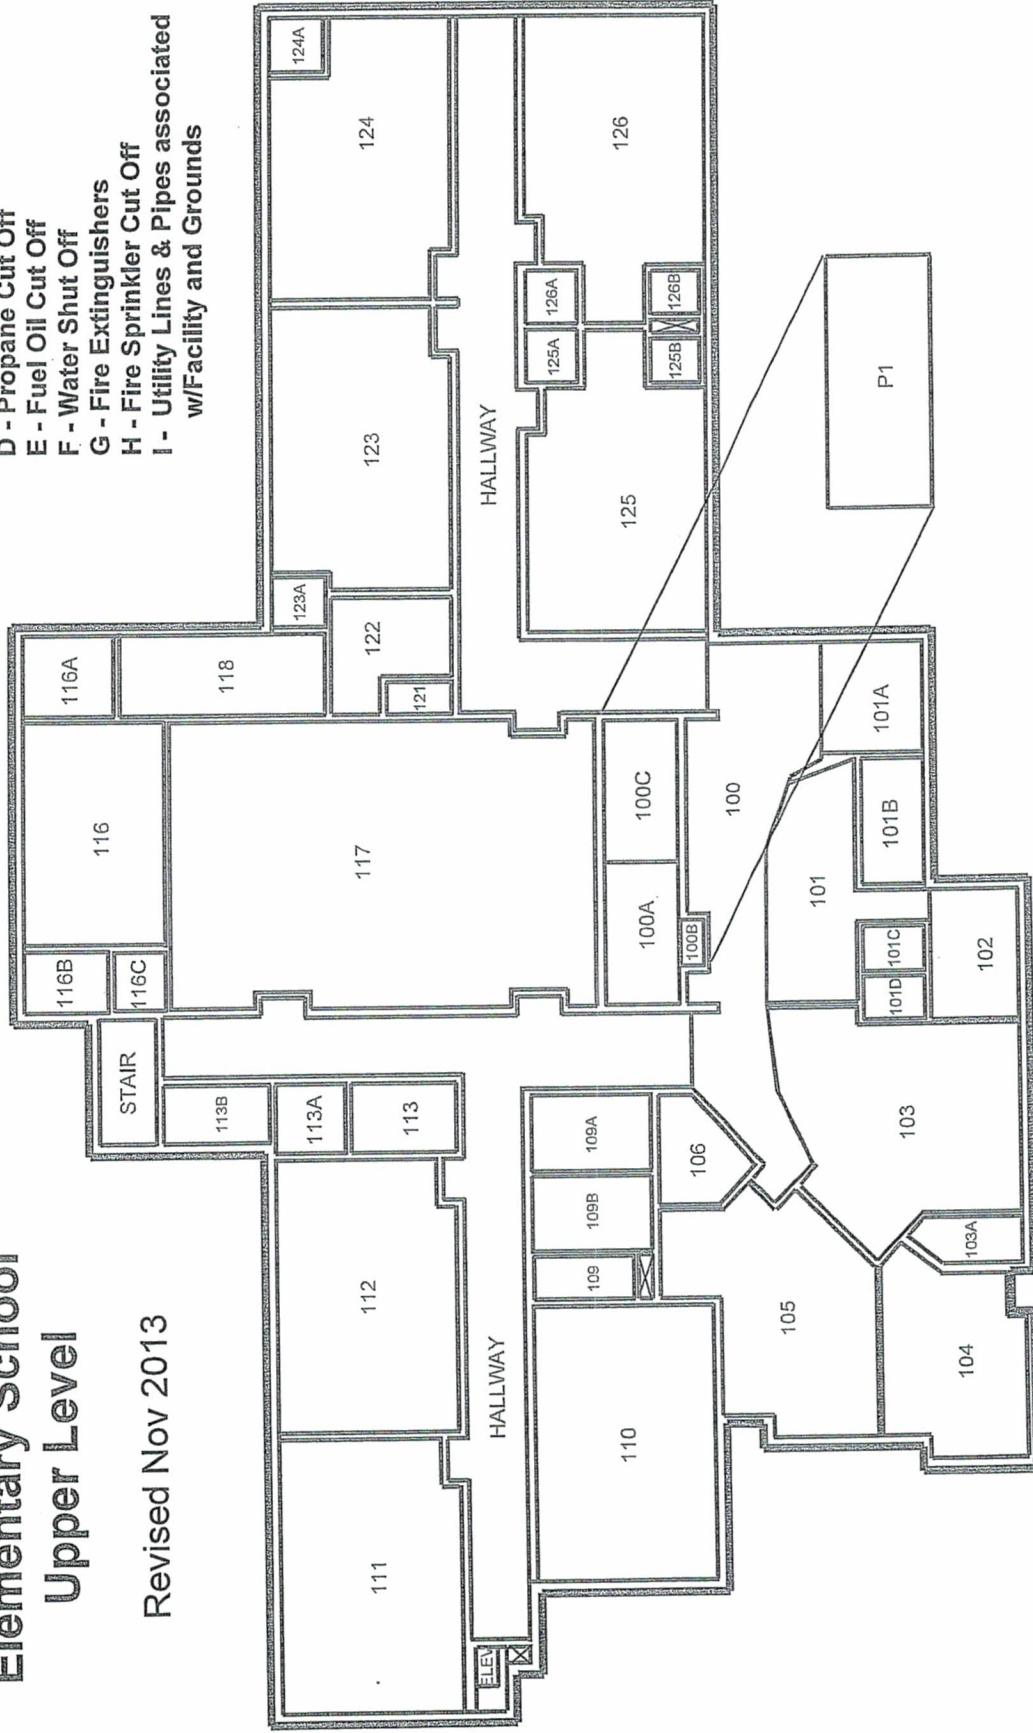 Elementary School
Upper Level
Revised Nov 2013
D - Propane Cut Off
E - Fuel Oil Cut Off
F - Water Shut Off
G - Fire Extinguishers
H - Fire Sprinkler Cut Off
I - Utility Lines & Pipes associated
w/Facility and Grounds
116B
116
116A
STAIR
116C
113B
118
123A
124A
111
112
113A
113
117
121
122
123
124
ELEV
HALLWAY
HALLWAY
110
109
109B
109A
125A
126A
125
126
100A
100C
100B
106
125B
126B
105
100
101
103
101D
101C
101B
101A
P1
104
103A
102